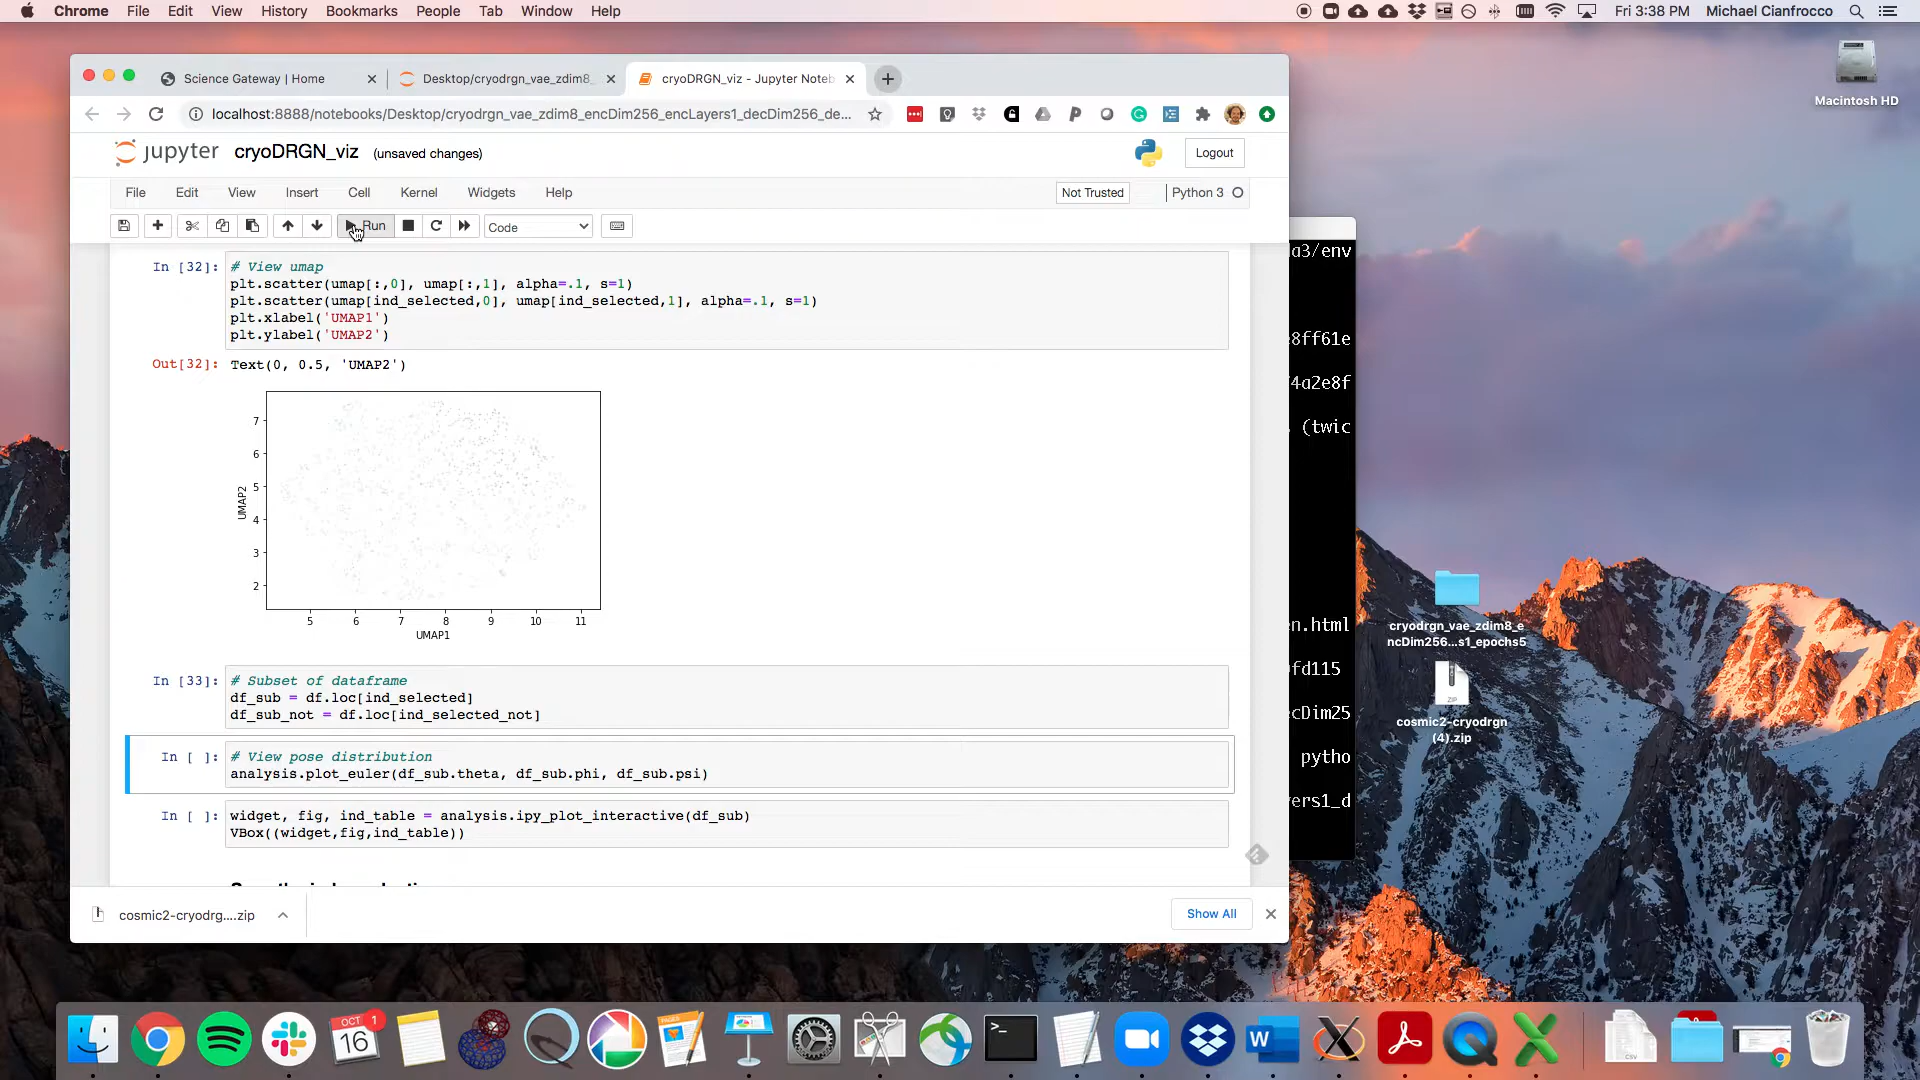 Chrome File Edit View History Bookmarks People Tab Window Help Fri 3:38 PM Michael Cianfrocco
Science Gateway | Home Desktop/cryodrgn_vae_zdim8_ cryoDRGN_viz - Jupyter Noteb
localhost:8888/notebooks/Desktop/cryodrgn_vae_zdim8_encDim256_encLayers1_decDim256_de...
Macintosh HD
jupyter cryoDRGN_viz (unsaved changes) Logout
File Edit View Insert Cell Kernel Widgets Help Not Trusted Python 3
Run Code
In [32]: # View umap
plt.scatter(umap[:,0], umap[:,1], alpha=.1, s=1)
plt.scatter(umap[ind_selected,0], umap[ind_selected,1], alpha=.1, s=1)
plt.xlabel('UMAP1')
plt.ylabel('UMAP2')
Out[32]: Text(0, 0.5, 'UMAP2')
7
6
5
4
3
2
UMAP2
5 6 7 8 9 10 11
UMAP1
In [33]: # Subset of dataframe
df_sub = df.loc[ind_selected]
df_sub_not = df.loc[ind_selected_not]
In [ ]: # View pose distribution
analysis.plot_euler(df_sub.theta, df_sub.phi, df_sub.psi)
In [ ]: widget, fig, ind_table = analysis.ipy_plot_interactive(df_sub)
VBox((widget,fig,ind_table))
cosmic2-cryodrg....zip Show All
a3/env
e8ff61e
4a2e8f
(twic
n.html
fd115
cDim25
pytho
ers1_d
cryodrgn_vae_zdim8_e
ncDim256...s1_epochs5
ZIP
cosmic2-cryodrgn
(4).zip
OCT 1
16
W
CSV